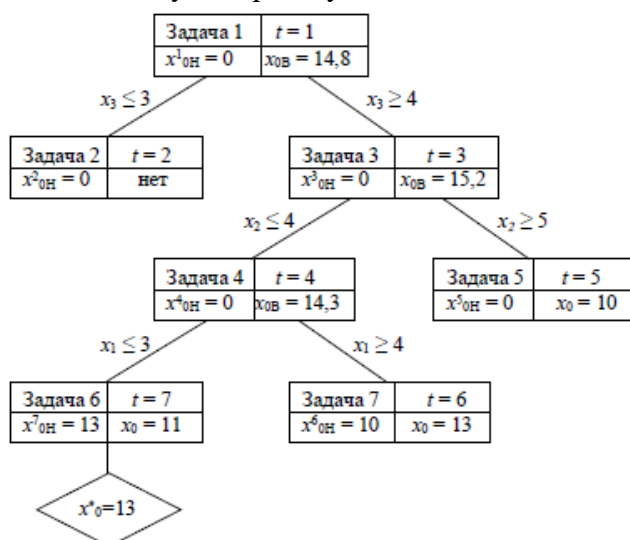 Задача 1 t = 1
x¹₀Н = 0 x₀В = 14,8
x₃ ≤ 3 x₃ ≥ 4
Задача 2 t = 2 Задача 3 t = 3
x²₀Н = 0 нет x³₀Н = 0 x₀В = 15,2
x₂ ≤ 4 x₂ ≥ 5
Задача 4 t = 4 Задача 5 t = 5
x⁴₀Н = 0 x₀В = 14,3 x⁵₀Н = 0 x₀ = 10
x₁ ≤ 3 x₁ ≥ 4
Задача 6 t = 7 Задача 7 t = 6
x⁷₀Н = 13 x₀ = 11 x⁶₀Н = 10 x₀ = 13
x*₀=13